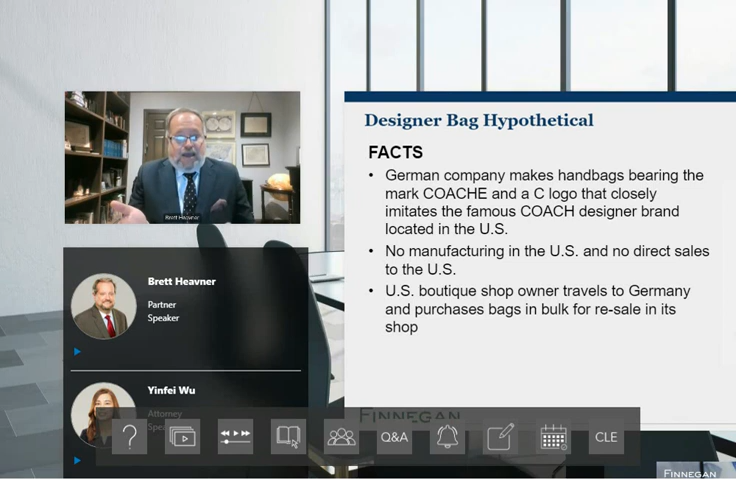 Brett Heavner
Designer Bag Hypothetical
FACTS
• German company makes handbags bearing the
mark COACHE and a C logo that closely
imitates the famous COACH designer brand
located in the U.S.
• No manufacturing in the U.S. and no direct sales
to the U.S.
• U.S. boutique shop owner travels to Germany
and purchases bags in bulk for re-sale in its
shop
FINNEGAN
Brett Heavner
Partner
Speaker
Yinfei Wu
Attorney
?
Q&A
CLE
FINNEGAN